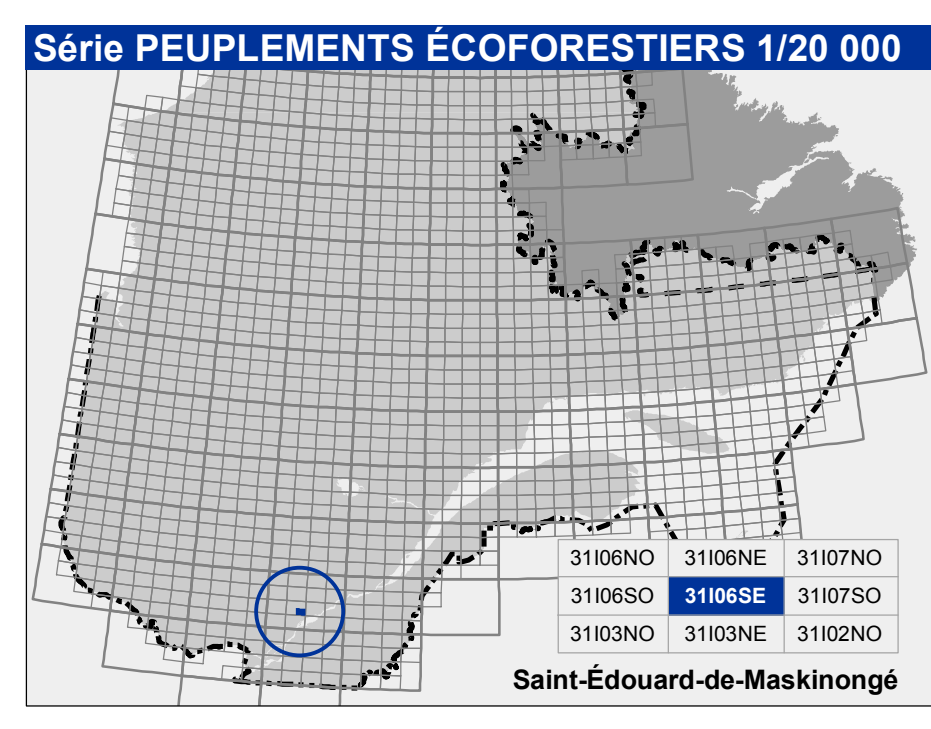 Série PEUPLEMENTS ÉCOFORESTIERS 1/20 000
31I06NO 31I06NE 31I07NO
31I06SO 31I06SE 31I07SO
31I03NO 31I03NE 31I02NO
Saint-Édouard-de-Maskinongé